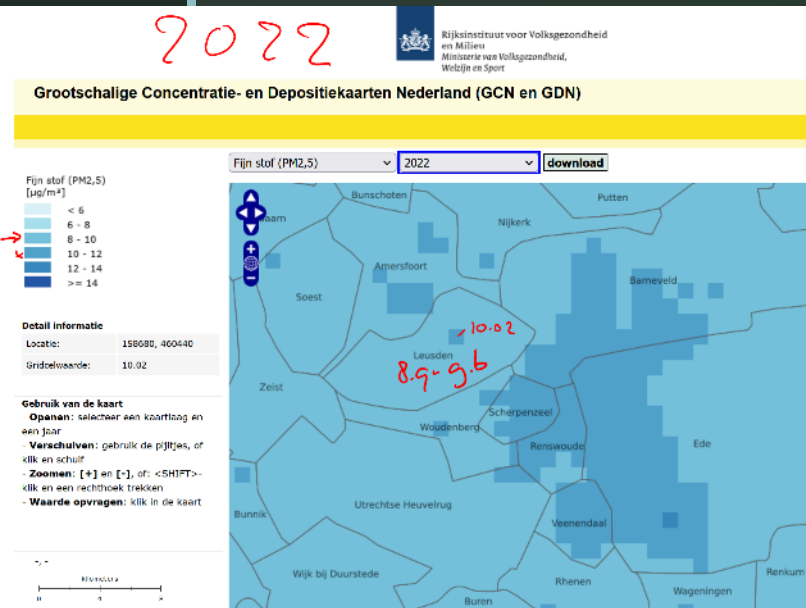 2022
Rijksinstituut voor Volksgezondheid
en Milieu
Ministerie van Volksgezondheid,
Welzijn en Sport
Grootschalige Concentratie- en Depositiekaarten Nederland (GCN en GDN)
Fijn stof (PM2,5)
2022
download
Fijn stof (PM2,5)
[µg/m³]
< 6
6 - 8
8 - 10
10 - 12
12 - 14
>= 14
Detail informatie
Locatie: 158680, 460440
Gridcelwaarde: 10.02
Gebruik van de kaart
- Openen: selecteer een kaartlaag en
een jaar
- Verschuiven: gebruik de pijltjes, of
klik en schuif
- Zoomen: [+] en [-], of: <SHIFT>-
klik en een rechthoek trekken
- Waarde opvragen: klik in de kaart
-,-
kilometers
0 4 8
Bunschoten
Putten
aarn
Nijkerk
Amersfoort
Barneveld
Soest
10.02
Leusden
8.9 - 9.6
Zeist
Scherpenzeel
Woudenberg
Renswoude
Ede
Utrechtse Heuvelrug
Bunnik
Veenendaal
Wijk bij Duurstede
Rhenen
Renkum
Wageningen
Buren